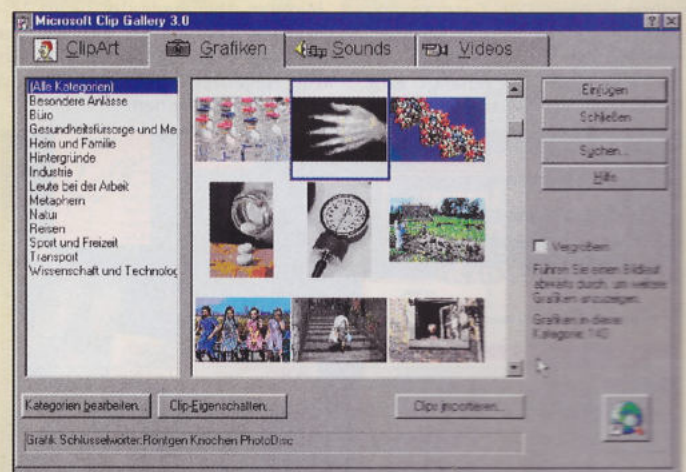 Microsoft Clip Gallery 3.0
ClipArt
Grafiken
Sounds
Videos
(Alle Kategorien)
Besondere Anlässe
Büro
Gesundheitsfürsorge und Me
Heim und Familie
Hintergründe
Industrie
Leute bei der Arbeit
Metaphern
Natur
Reisen
Sport und Freizeit
Transport
Wissenschaft und Technolog
Einfügen
Schließen
Suchen...
Hilfe
Vergrößern
Führen Sie einen Bildlauf
abwärts durch, um weitere
Grafiken anzuzeigen.
Grafiken in dieser
Kategorie: 140
Kategorien bearbeiten...
Clip-Eigenschaften...
Clips importieren...
Grafik Schlüsselwörter:Röntgen Knochen PhotoDisc